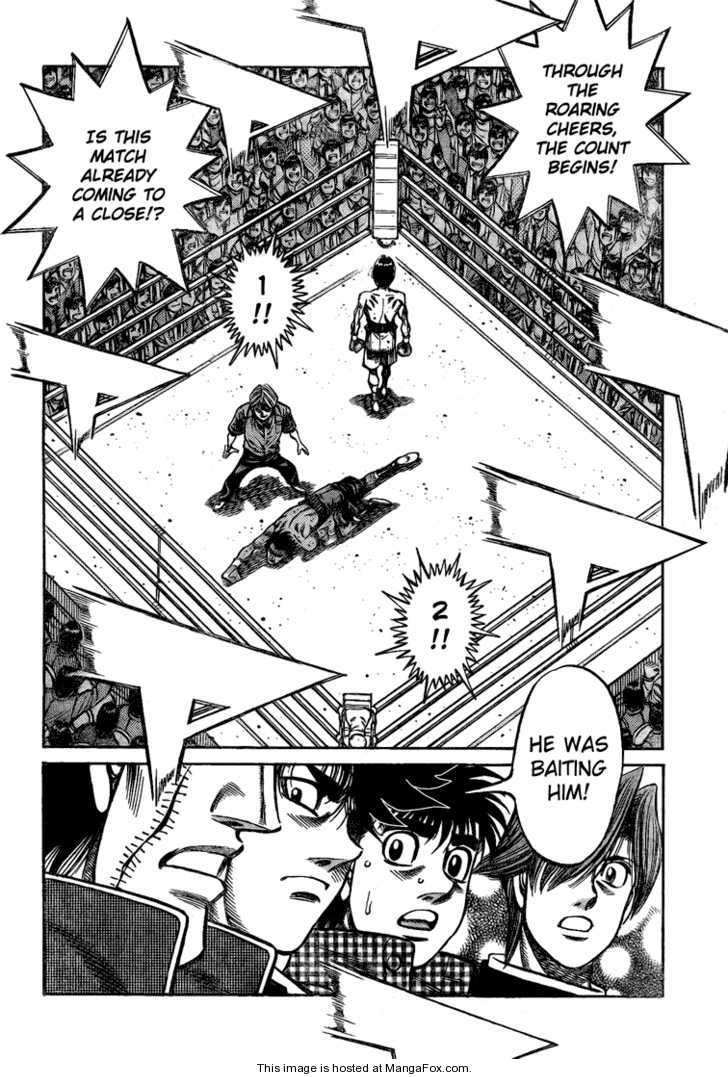 THROUGH
THE
ROARING
CHEERS,
THE COUNT
BEGINS!
IS THIS
MATCH
ALREADY
COMING TO
A CLOSE!?
1
!!
2
!!
HE WAS
BAITING
HIM!
This image is hosted at MangaFox.com.